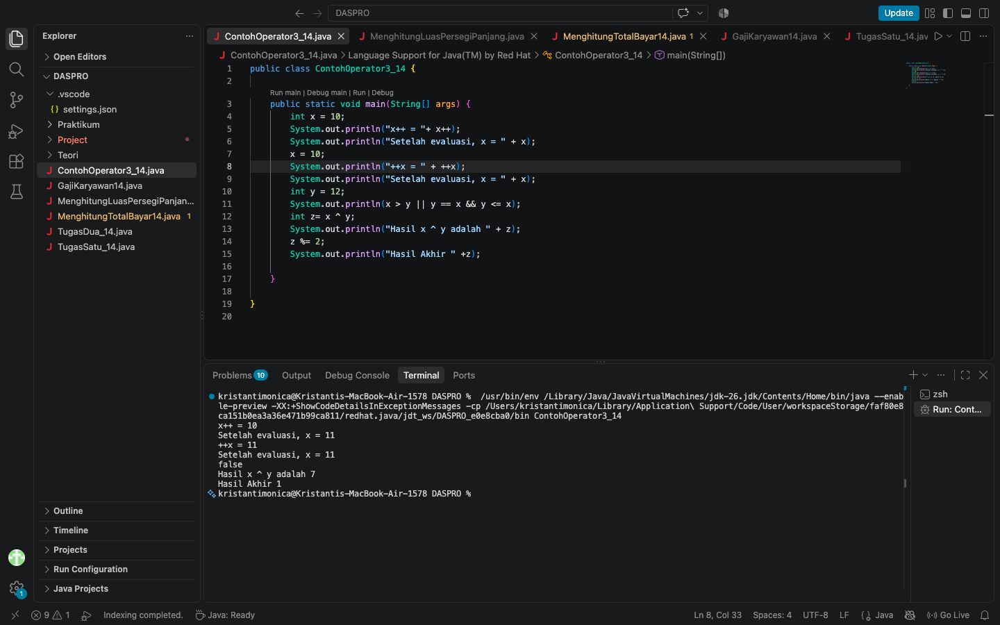 DASPRO
Update
Explorer
Open Editors
DASPRO
.vscode
{} settings.json
Praktikum
Project
Teori
J ContohOperator3_14.java
J GajiKaryawan14.java
J MenghitungLuasPersegiPanjan...
J MenghitungTotalBayar14.java 1
J TugasDua_14.java
J TugasSatu_14.java
Outline
Timeline
Projects
Run Configuration
Java Projects
1
J ContohOperator3_14.java
J MenghitungLuasPersegiPanjang.java
J MenghitungTotalBayar14.java 1
J GajiKaryawan14.java
J TugasSatu_14.jav
J ContohOperator3_14.java > Language Support for Java(TM) by Red Hat > ContohOperator3_14 > main(String[])
1 public class ContohOperator3_14 {
2
Run main | Debug main | Run | Debug
3 public static void main(String[] args) {
4 int x = 10;
5 System.out.println("x++ = "+ x++);
6 System.out.println("Setelah evaluasi, x = " + x);
7 x = 10;
8 System.out.println("++x = " + ++x);
9 System.out.println("Setelah evaluasi, x = " + x);
10 int y = 12;
11 System.out.println(x > y || y == x && y <= x);
12 int z= x ^ y;
13 System.out.println("Hasil x ^ y adalah " + z);
14 z %= 2;
15 System.out.println("Hasil Akhir " +z);
16
17 }
18
19 }
20
Problems 10 Output Debug Console Terminal Ports
kristantimonica@Kristantis-MacBook-Air-1578 DASPRO % /usr/bin/env /Library/Java/JavaVirtualMachines/jdk-26.jdk/Contents/Home/bin/java --enab
le-preview -XX:+ShowCodeDetailsInExceptionMessages -cp /Users/kristantimonica/Library/Application\ Support/Code/User/workspaceStorage/faf80e8
ca151b0ea3a36e471b99ca811/redhat.java/jdt_ws/DASPRO_e0e8cba0/bin ContohOperator3_14
x++ = 10
Setelah evaluasi, x = 11
++x = 11
Setelah evaluasi, x = 11
false
Hasil x ^ y adalah 7
Hasil Akhir 1
kristantimonica@Kristantis-MacBook-Air-1578 DASPRO %
zsh
Run: Cont...
9 1 Indexing completed. Java: Ready
Ln 8, Col 33 Spaces: 4 UTF-8 LF {} Java Go Live